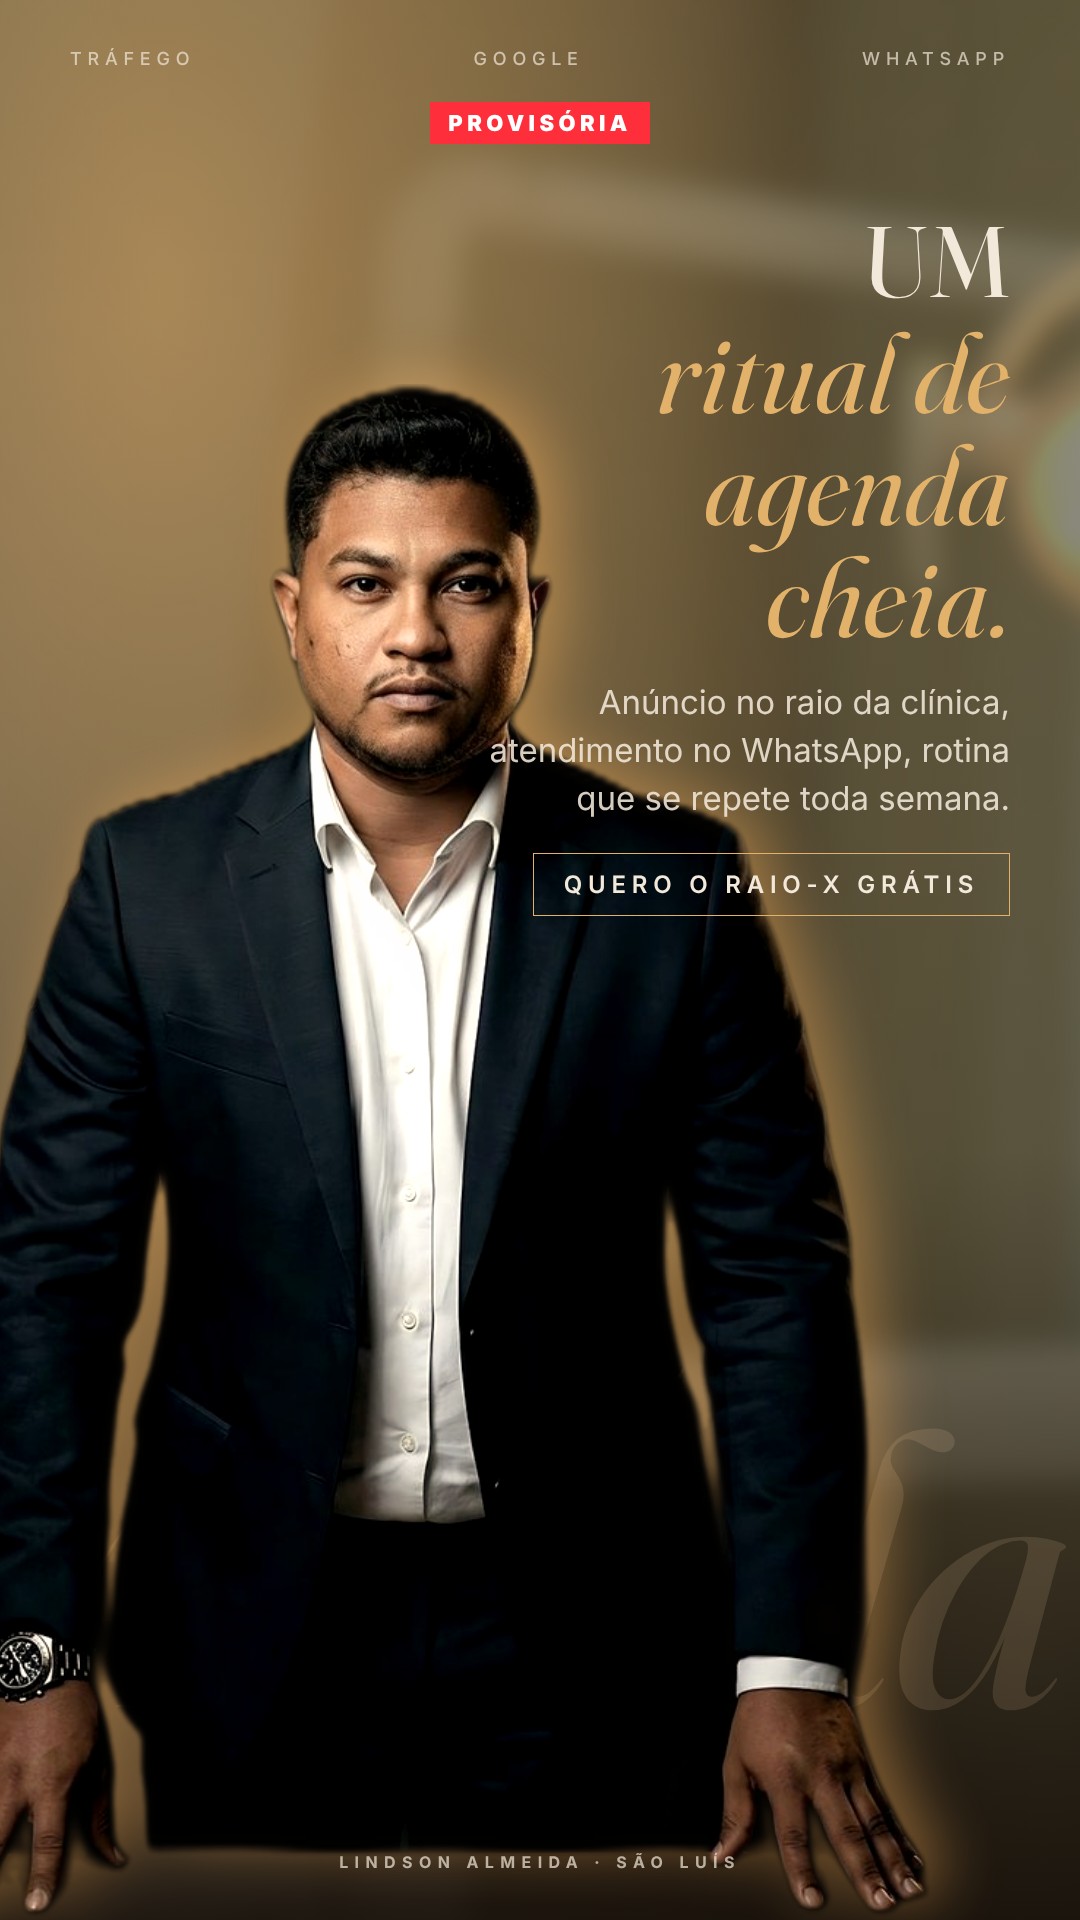 TRÁFEGO GOOGLE WHATSAPP
PROVISÓRIA
UM
ritual de
agenda
cheia.
Anúncio no raio da clínica,
atendimento no WhatsApp, rotina
que se repete toda semana.
QUERO O RAIO-X GRÁTIS
da
LINDSON ALMEIDA · SÃO LUÍS